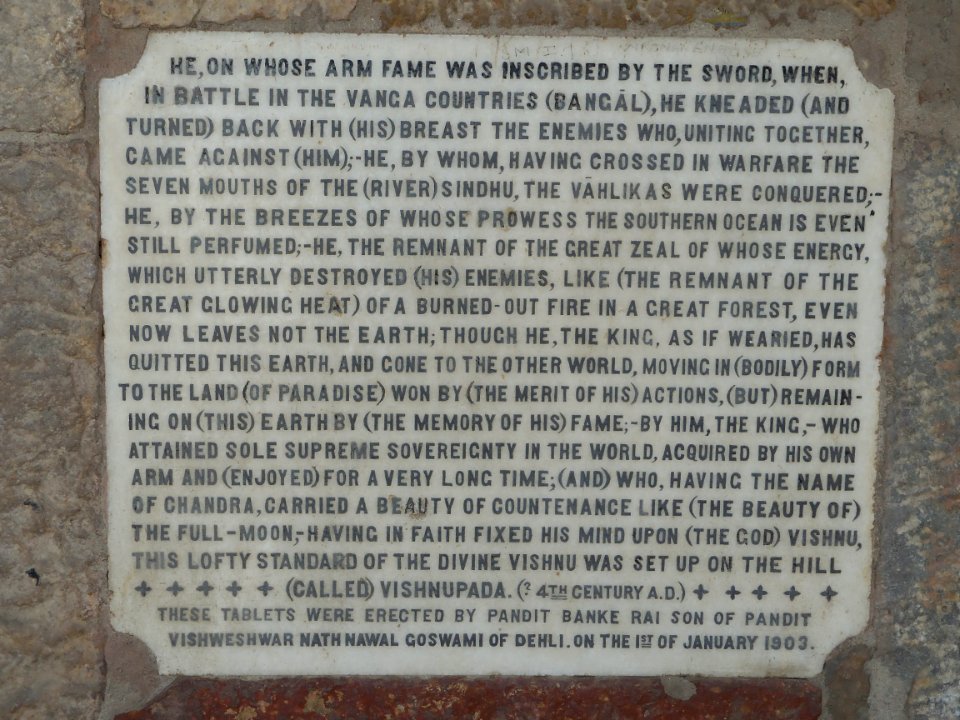 HE, ON WHOSE ARM FAME WAS INSCRIBED BY THE SWORD, WHEN,
IN BATTLE IN THE VANGA COUNTRIES (BANGĀL), HE KNEADED (AND
TURNED) BACK WITH (HIS) BREAST THE ENEMIES WHO, UNITING TOGETHER,
CAME AGAINST (HIM);-HE, BY WHOM, HAVING CROSSED IN WARFARE THE
SEVEN MOUTHS OF THE (RIVER) SINDHU, THE VĀHLIKAS WERE CONQUERED;-
HE, BY THE BREEZES OF WHOSE PROWESS THE SOUTHERN OCEAN IS EVEN
STILL PERFUMED;-HE, THE REMNANT OF THE GREAT ZEAL OF WHOSE ENERGY,
WHICH UTTERLY DESTROYED (HIS) ENEMIES, LIKE (THE REMNANT OF THE
GREAT GLOWING HEAT) OF A BURNED-OUT FIRE IN A GREAT FOREST, EVEN
NOW LEAVES NOT THE EARTH; THOUGH HE, THE KING, AS IF WEARIED, HAS
QUITTED THIS EARTH, AND GONE TO THE OTHER WORLD, MOVING IN (BODILY) FORM
TO THE LAND (OF PARADISE) WON BY (THE MERIT OF HIS) ACTIONS, (BUT) REMAIN-
ING ON (THIS) EARTH BY (THE MEMORY OF HIS) FAME;-BY HIM, THE KING,- WHO
ATTAINED SOLE SUPREME SOVEREIGNTY IN THE WORLD, ACQUIRED BY HIS OWN
ARM AND (ENJOYED) FOR A VERY LONG TIME; (AND) WHO, HAVING THE NAME
OF CHANDRA, CARRIED A BEAUTY OF COUNTENANCE LIKE (THE BEAUTY OF)
THE FULL-MOON,-HAVING IN FAITH FIXED HIS MIND UPON (THE GOD) VISHNU,
THIS LOFTY STANDARD OF THE DIVINE VISHNU WAS SET UP ON THE HILL
+ + + + + (CALLED) VISHNUPADA. (? 4TH CENTURY A.D.) + + + + +
THESE TABLETS WERE ERECTED BY PANDIT BANKE RAI SON OF PANDIT
VISHWESHWAR NATH NAWAL GOSWAMI OF DEHLI. ON THE 1ST OF JANUARY 1903.